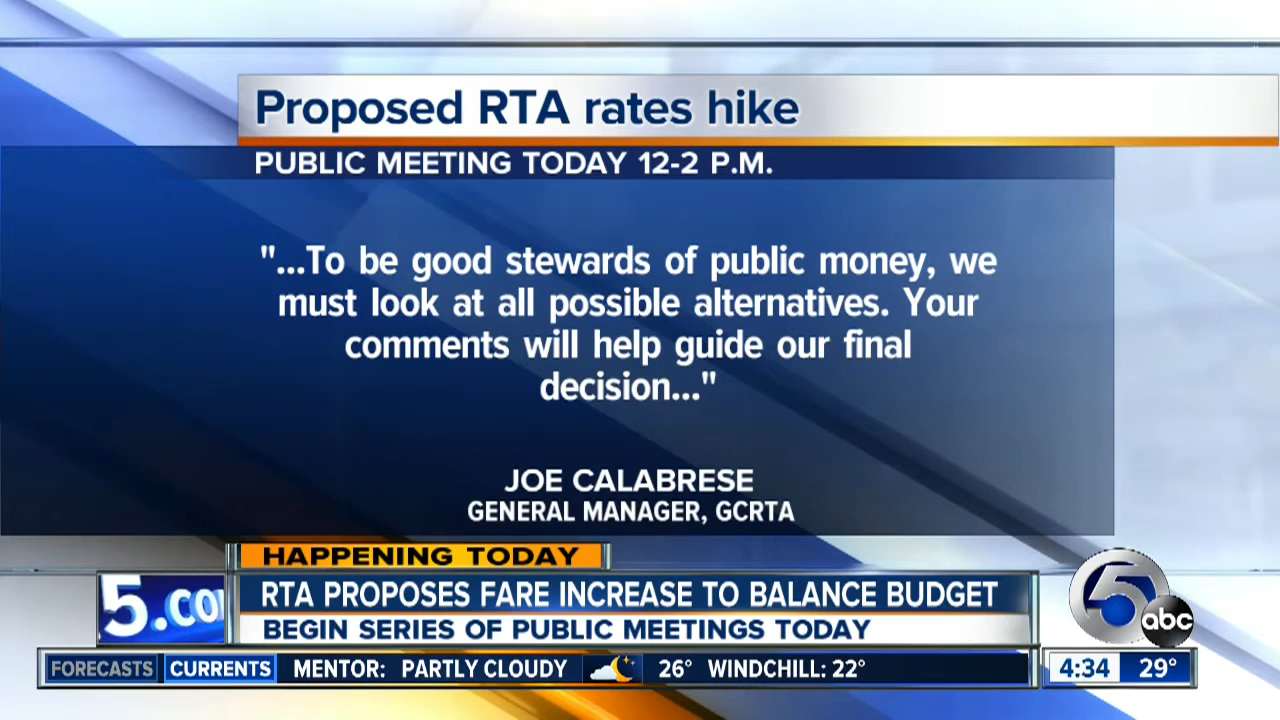 Proposed RTA rates hike
PUBLIC MEETING TODAY 12-2 P.M.
"...To be good stewards of public money, we
must look at all possible alternatives. Your
comments will help guide our final
decision..."
JOE CALABRESE
GENERAL MANAGER, GCRTA
HAPPENING TODAY
5.CO
RTA PROPOSES FARE INCREASE TO BALANCE BUDGET
BEGIN SERIES OF PUBLIC MEETINGS TODAY
5
abc
FORECASTS CURRENTS MENTOR: PARTLY CLOUDY 26° WINDCHILL: 22°
4:34 29°